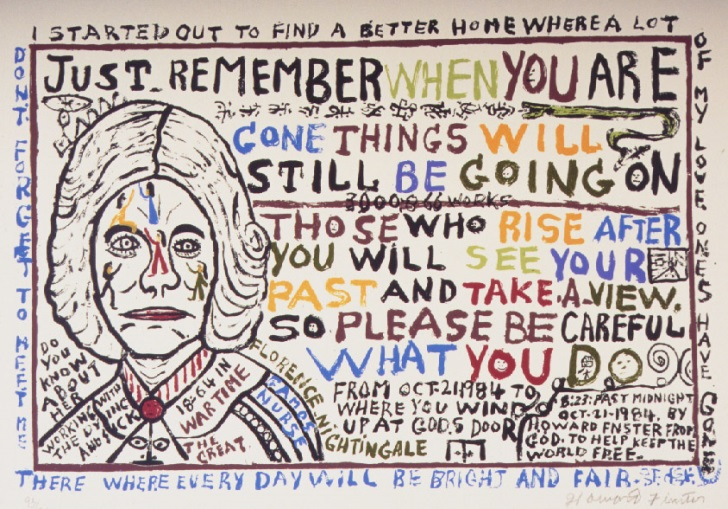 I STARTED OUT TO FIND A BETTER HOME WHERE A LOT
OF MY LOVE ONES HAVE GONE
JUST REMEMBER WHEN YOU ARE
GONE THINGS WILL
STILL BE GOING ON
3000 866 WORKS
THOSE WHO RISE AFTER
YOU WILL SEE YOUR
PAST AND TAKE.A.VIEW.
SO PLEASE BE CAREFUL
WHAT YOU DO
FROM OCT.21.1984 TO
WHERE YOU WIND
UP AT GODS DOOR
8:23:PAST MIDNIGHT
OCT-21-1984. BY
HOWARD FNSTER FROM
GOD. TO HELP KEEP THE
WORLD FREE.
DO
YOU
KNOW
ABOUT
HER
WORKING WITH
THE DYING
AND SICK
18-64 IN
WAR TIME
THE
GREAT.
FLORENCE NIGHTINGALE
FAMOS
NURSE
DONT FORGET TO MEET ME
THERE WHERE EVERY DAY WILL BE BRIGHT AND FAIR.
Howard Finster